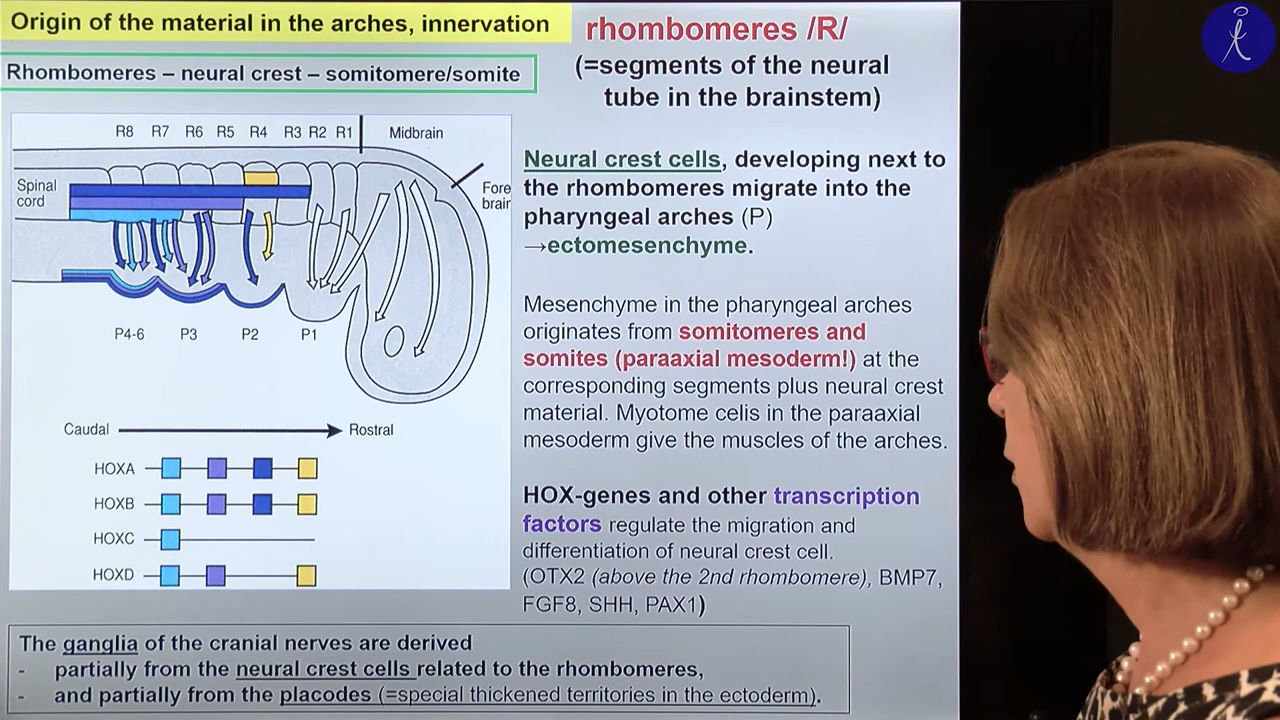 Origin of the material in the arches, innervation
Rhombomeres – neural crest – somitomere/somite
rhombomeres /R/
(=segments of the neural
tube in the brainstem)
R8 R7 R6 R5 R4 R3 R2 R1 Midbrain
Spinal
cord
Fore
brain
P4-6 P3 P2 P1
Caudal Rostral
HOXA
HOXB
HOXC
HOXD
Neural crest cells, developing next to
the rhombomeres migrate into the
pharyngeal arches (P)
→ectomesenchyme.
Mesenchyme in the pharyngeal arches
originates from somitomeres and
somites (paraaxial mesoderm!) at the
corresponding segments plus neural crest
material. Myotome cells in the paraaxial
mesoderm give the muscles of the arches.
HOX-genes and other transcription
factors regulate the migration and
differentiation of neural crest cell.
(OTX2 (above the 2nd rhombomere), BMP7,
FGF8, SHH, PAX1)
The ganglia of the cranial nerves are derived
- partially from the neural crest cells related to the rhombomeres,
- and partially from the placodes (=special thickened territories in the ectoderm).